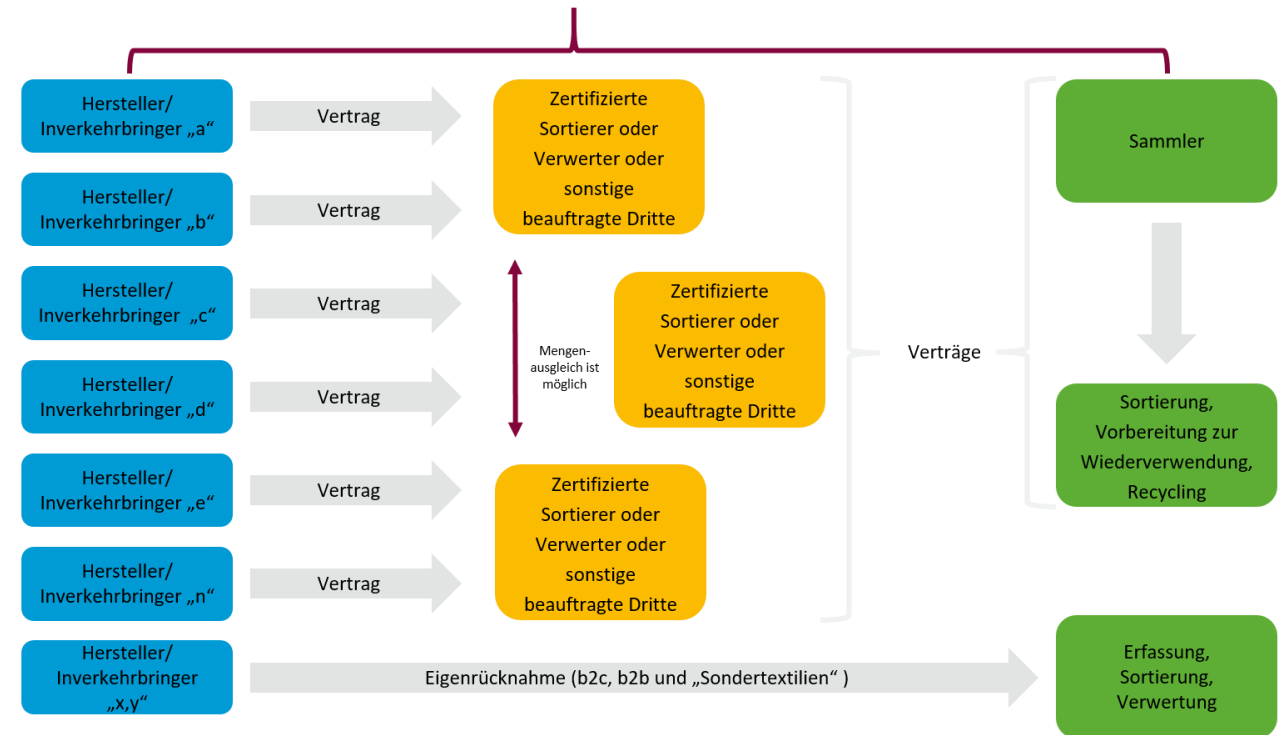 Hersteller/
Inverkehrbringer „a“
Vertrag
Zertifizierte
Sortierer oder
Verwerter oder
sonstige
beauftragte Dritte
Sammler
Hersteller/
Inverkehrbringer „b“
Vertrag
Hersteller/
Inverkehrbringer  „c“
Vertrag
Zertifizierte
Sortierer oder
Verwerter oder
sonstige
beauftragte Dritte
Mengen-
ausgleich ist
möglich
Verträge
Hersteller/
Inverkehrbringer „d“
Vertrag
Sortierung,
Vorbereitung zur
Wiederverwendung,
Recycling
Hersteller/
Inverkehrbringer „e“
Vertrag
Zertifizierte
Sortierer oder
Verwerter oder
sonstige
beauftragte Dritte
Hersteller/
Inverkehrbringer „n“
Vertrag
Hersteller/
Inverkehrbringer
„x,y“
Eigenrücknahme (b2c, b2b und „Sondertextilien“ )
Erfassung,
Sortierung,
Verwertung